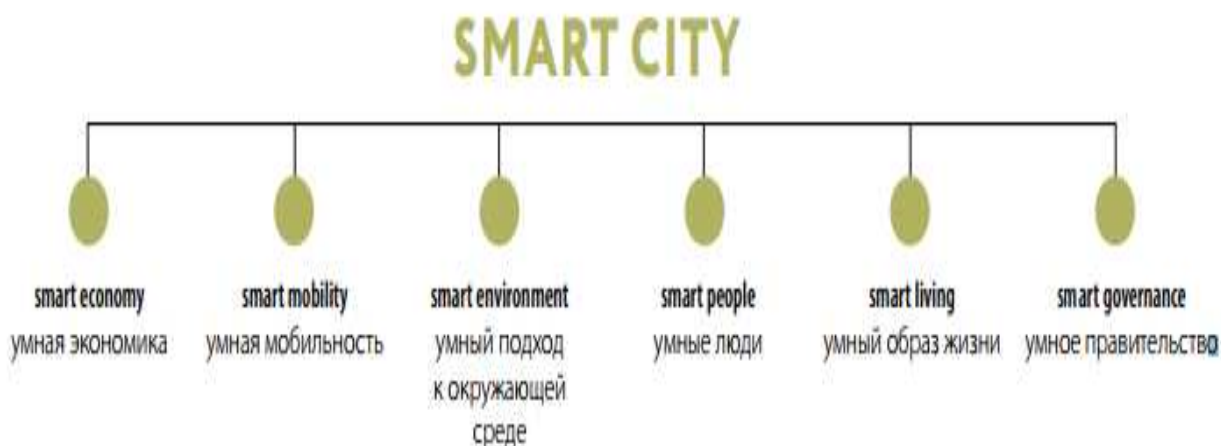 SMART CITY
smart economy
умная экономика
smart mobility
умная мобильность
smart environment
умный подход
к окружающей
среде
smart people
умные люди
smart living
умный образ жизни
smart governance
умное правительство